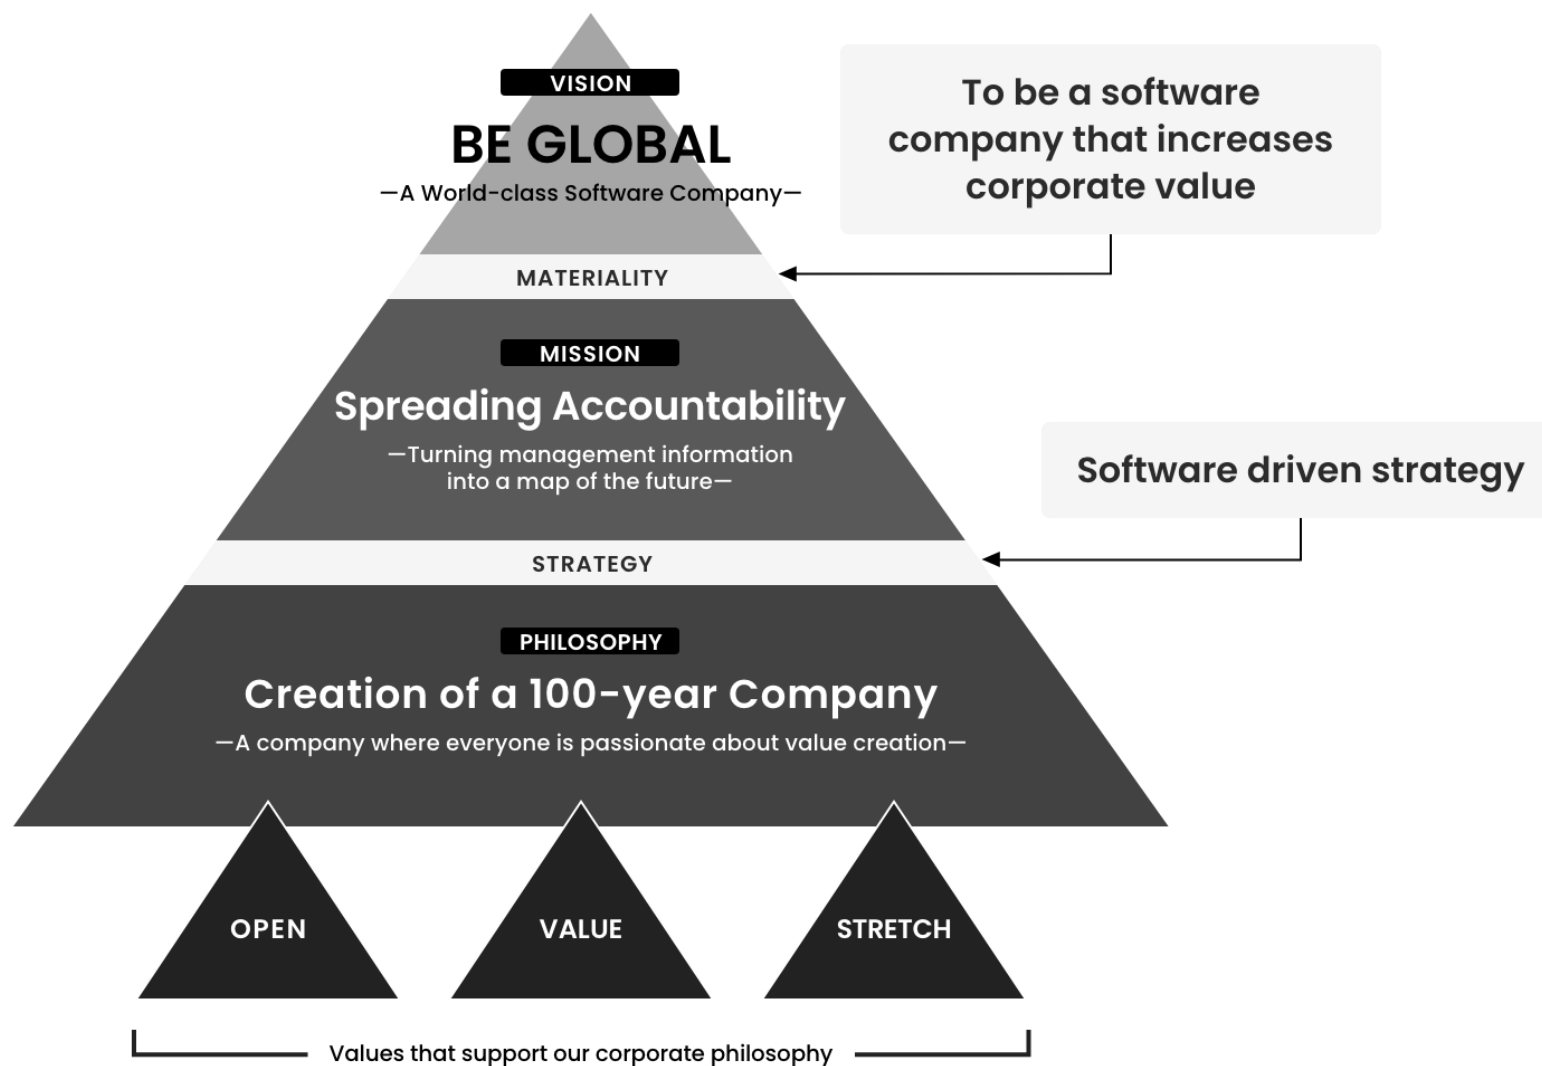 VISION
BE GLOBAL
—A World-class Software Company—
To be a software
company that increases
corporate value
MATERIALITY
MISSION
Spreading Accountability
—Turning management information
into a map of the future—
Software driven strategy
STRATEGY
PHILOSOPHY
Creation of a 100-year Company
—A company where everyone is passionate about value creation—
OPEN
VALUE
STRETCH
Values that support our corporate philosophy